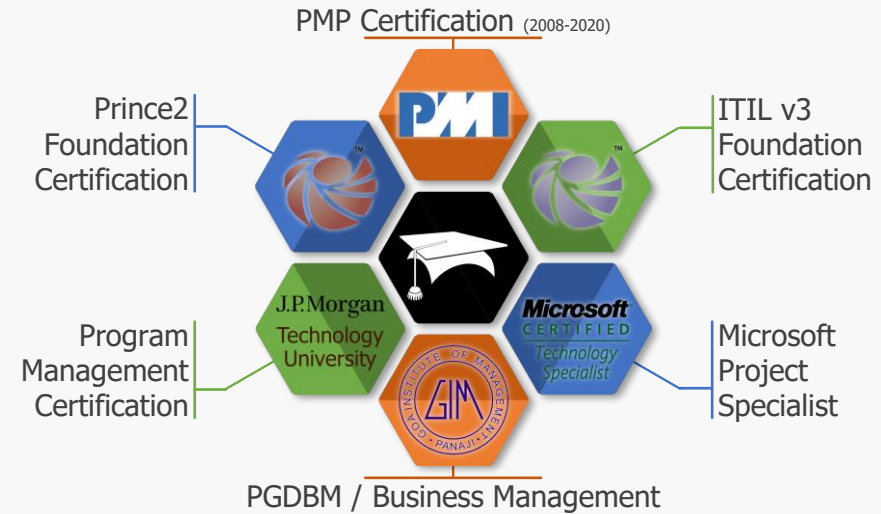 PMP Certification (2008-2020)
PMI
Prince2
Foundation
Certification
TM
ITIL v3
Foundation
Certification
TM
Program
Management
Certification
J.P.Morgan
Technology
University
Microsoft
CERTIFIED
Technology
Specialist
Microsoft
Project
Specialist
GOA INSTITUTE OF MANAGEMENT
GIM
• PANAJI •
PGDBM / Business Management